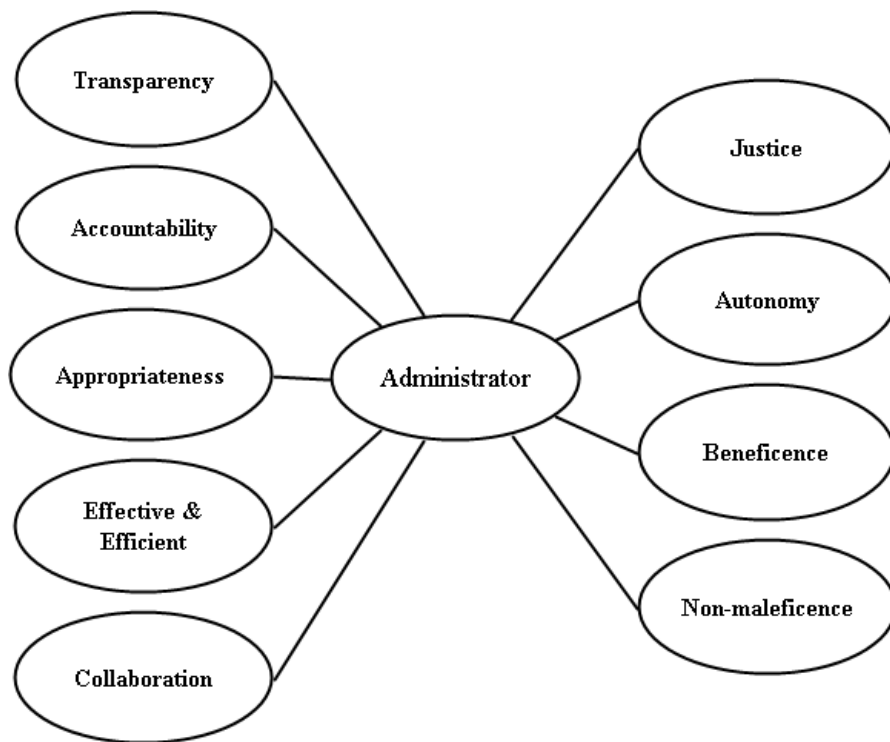 Transparency
Accountability
Appropriateness
Effective &
Efficient
Collaboration
Administrator
Justice
Autonomy
Beneficence
Non-maleficence